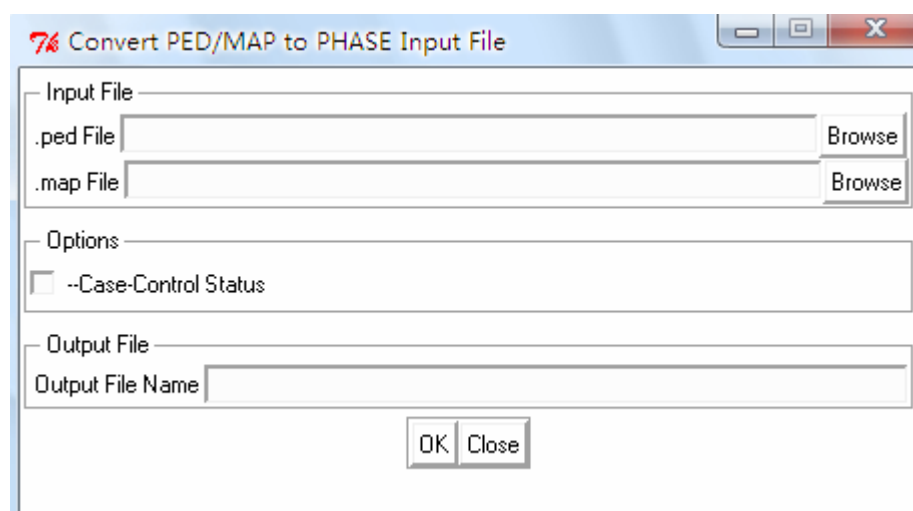 Convert PED/MAP to PHASE Input File
Input File
.ped File Browse
.map File Browse
Options
--Case-Control Status
Output File
Output File Name
OK Close